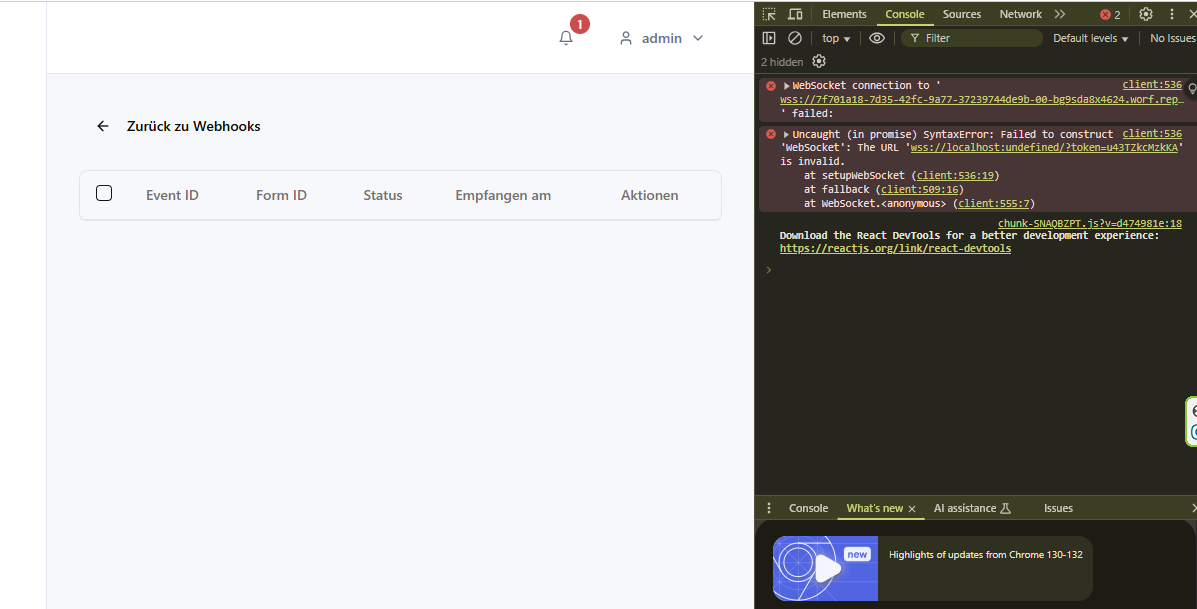 1
admin
Zurück zu Webhooks
Event ID Form ID Status Empfangen am Aktionen
Elements Console Sources Network 2
top Filter Default levels No Issues
2 hidden
WebSocket connection to ' client:536
wss://7f701a18-7d35-42fc-9a77-37239744de9b-00-bg9sda8x4624.worf.rep…
' failed:
Uncaught (in promise) SyntaxError: Failed to construct client:536
'WebSocket': The URL 'wss://localhost:undefined/?token=u43TZkcMzkKA'
is invalid.
at setupWebSocket (client:536:19)
at fallback (client:509:16)
at WebSocket.<anonymous> (client:555:7)
chunk-SNAQBZPT.js?v=d474981e:18
Download the React DevTools for a better development experience:
https://reactjs.org/link/react-devtools
Console What's new AI assistance Issues
new Highlights of updates from Chrome 130-132